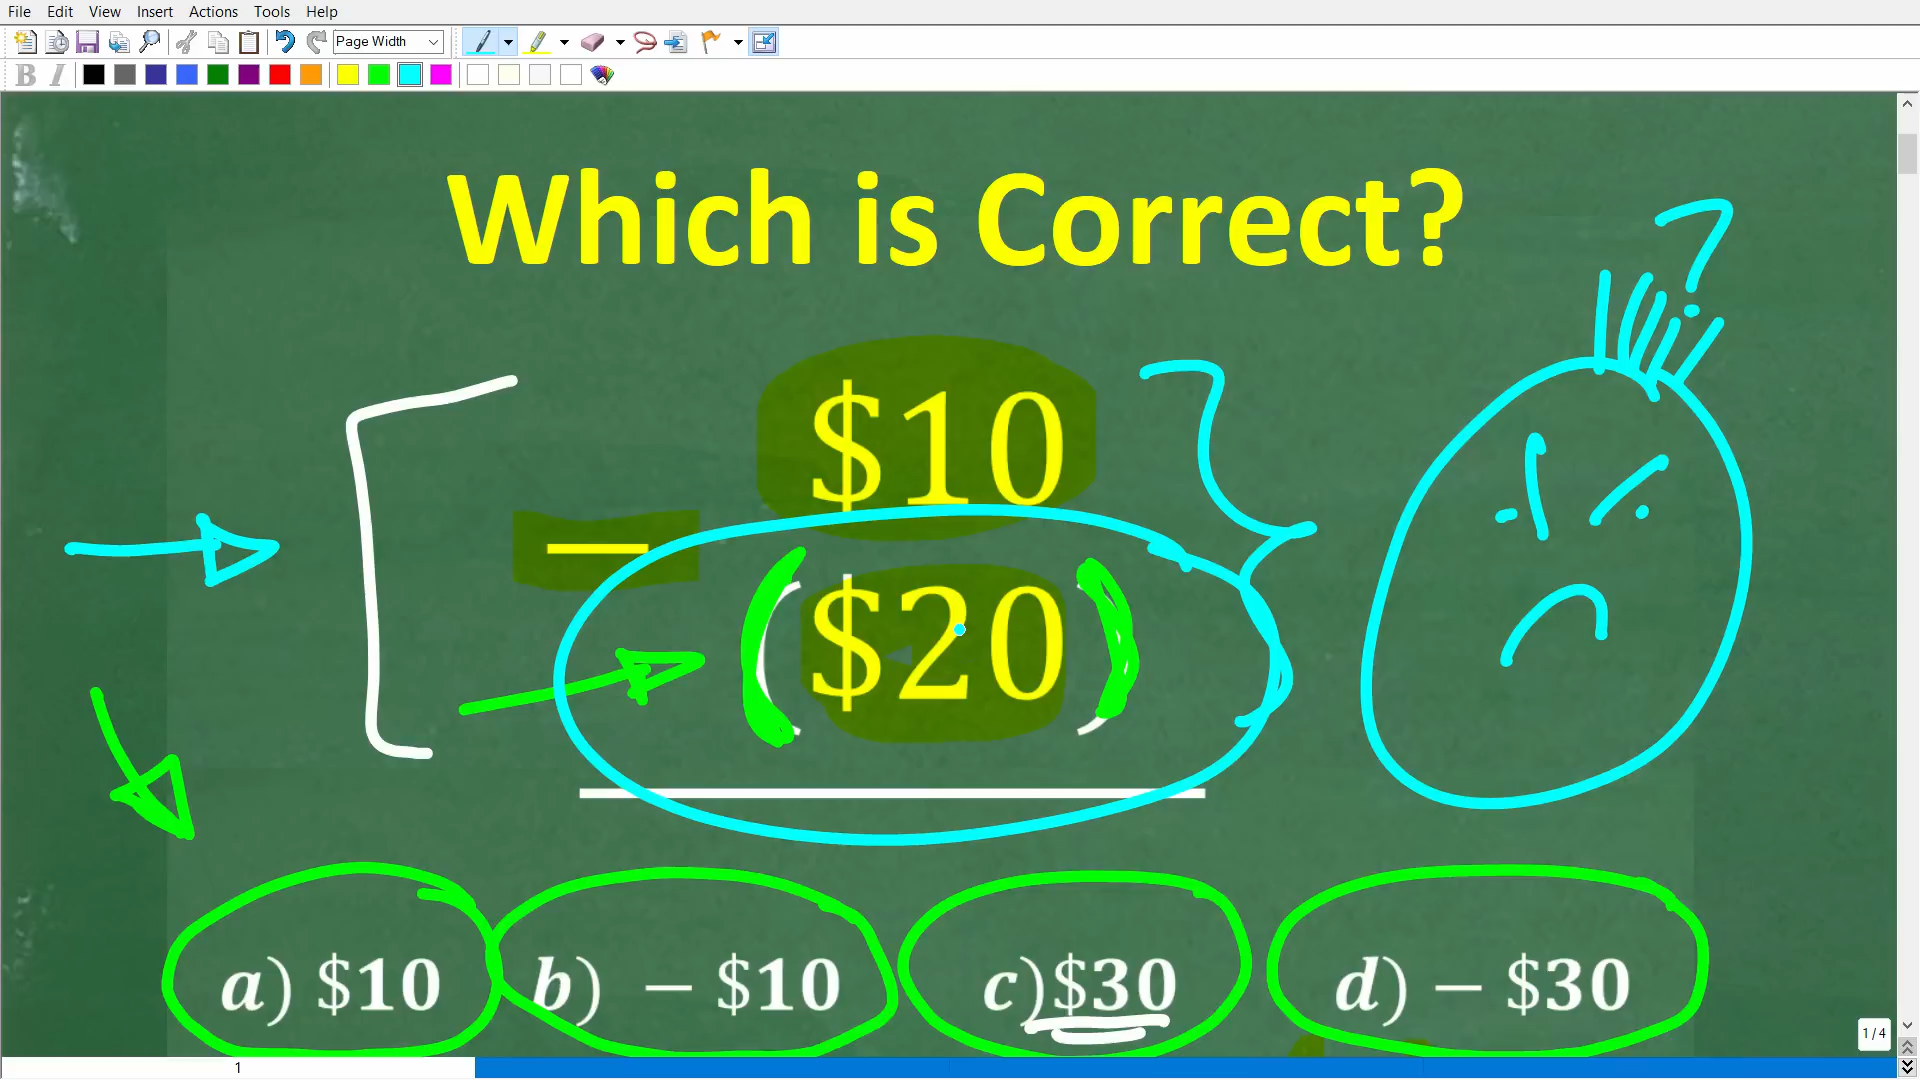 File Edit View Insert Actions Tools Help
Page Width
B I
Which is Correct?
?
$10
− ($20)
a) $10 b) − $10 c) $30 d) − $30
1 / 4
1